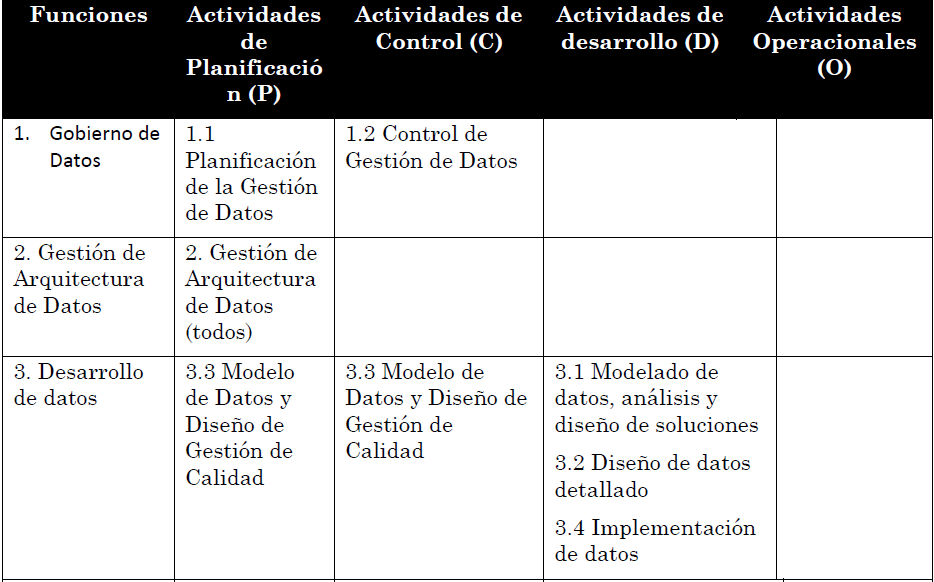 Funciones
Actividades
de
Planificació
n (P)
Actividades de
Control (C)
Actividades de
desarrollo (D)
Actividades
Operacionales
(O)
1. Gobierno de
Datos
1.1
Planificación
de la Gestión
de Datos
1.2 Control de
Gestión de Datos
2. Gestión de
Arquitectura
de Datos
2. Gestión de
Arquitectura
de Datos
(todos)
3. Desarrollo
de datos
3.3 Modelo
de Datos y
Diseño de
Gestión de
Calidad
3.3 Modelo de
Datos y Diseño de
Gestión de
Calidad
3.1 Modelado de
datos, análisis y
diseño de soluciones
3.2 Diseño de datos
detallado
3.4 Implementación
de datos